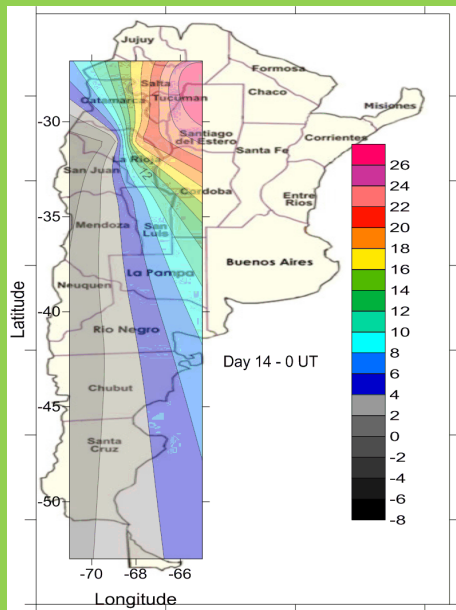 Jujuy
Formosa
Salta
Chaco
Catamarca
Tucuman
Misiones
-30
Santiago
del Estero
Corrientes
Santa Fe
La Rioja
San Juan
12
Cordoba
Entre
Rios
-35
Mendoza
San
Luis
Buenos Aires
La Pampa
Neuquen
-40
Rio Negro
Latitude
Day 14 - 0 UT
Chubut
-45
Santa
Cruz
-50
26
24
22
20
18
16
14
12
10
8
6
4
2
0
-2
-4
-6
-8
-70
-68
-66
Longitude